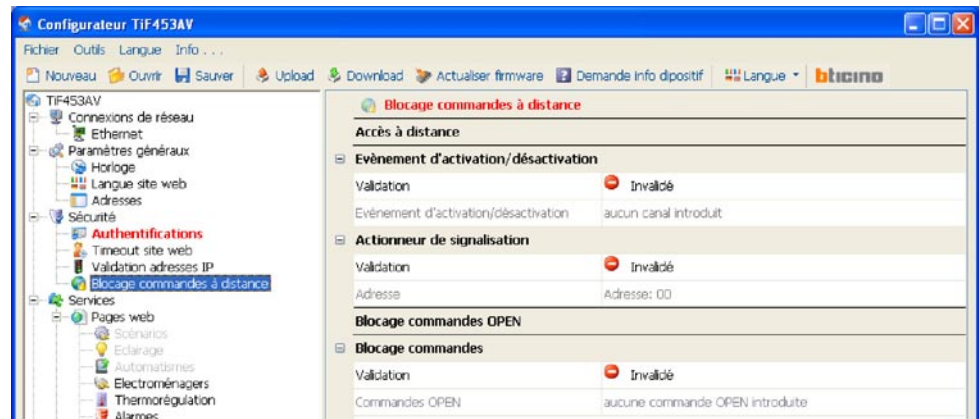 Configurateur TiF453AV
Fichier Outils Langue Info . . .
Nouveau Ouvrir Sauver Upload Download Actualiser firmware Demande info dipositif Langue bticino
TiF453AV
Connexions de réseau
Ethernet
Paramètres généraux
Horloge
Langue site web
Adresses
Sécurité
Authentifications
Timeout site web
Validation adresses IP
Blocage commandes à distance
Services
Pages web
Scénarios
Eclairage
Automatismes
Electroménagers
Thermorégulation
Alarmes
Blocage commandes à distance
Accès à distance
Evènement d'activation/désactivation
Validation Invalidé
Evénement d'activation/désactivation aucun canal introduit
Actionneur de signalisation
Validation Invalidé
Adresse Adresse: 00
Blocage commandes OPEN
Blocage commandes
Validation Invalidé
Commandes OPEN aucune commande OPEN introduite